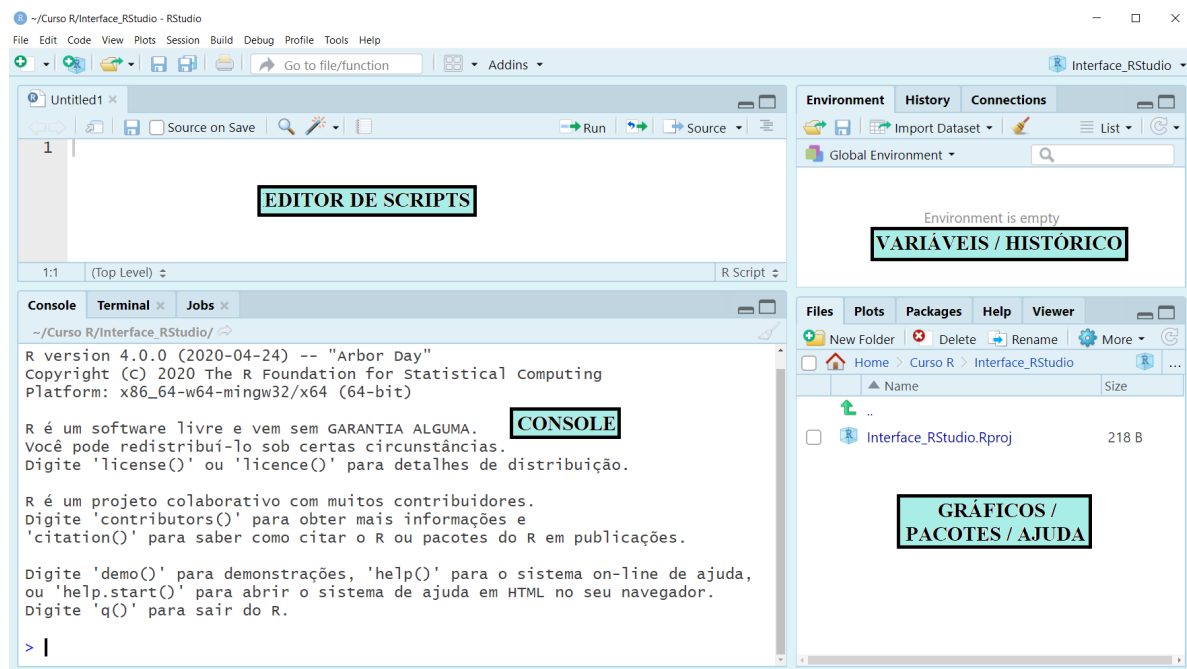 ~/Curso R/Interface_RStudio - RStudio
File Edit Code View Plots Session Build Debug Profile Tools Help
Go to file/function Addins Interface_RStudio
Untitled1
Source on Save Run Source
1
EDITOR DE SCRIPTS
1:1 (Top Level) R Script
Console Terminal Jobs
~/Curso R/Interface_RStudio/
R version 4.0.0 (2020-04-24) -- "Arbor Day"
Copyright (C) 2020 The R Foundation for Statistical Computing
Platform: x86_64-w64-mingw32/x64 (64-bit)
R é um software livre e vem sem GARANTIA ALGUMA.
Você pode redistribuí-lo sob certas circunstâncias.
Digite 'license()' ou 'licence()' para detalhes de distribuição.
CONSOLE
R é um projeto colaborativo com muitos contribuidores.
Digite 'contributors()' para obter mais informações e
'citation()' para saber como citar o R ou pacotes do R em publicações.
Digite 'demo()' para demonstrações, 'help()' para o sistema on-line de ajuda,
ou 'help.start()' para abrir o sistema de ajuda em HTML no seu navegador.
Digite 'q()' para sair do R.
>
Environment History Connections
Import Dataset List
Global Environment
Environment is empty
VARIÁVEIS / HISTÓRICO
Files Plots Packages Help Viewer
New Folder Delete Rename More
Home > Curso R > Interface_RStudio ...
Name Size
..
Interface_RStudio.Rproj 218 B
GRÁFICOS /
PACOTES / AJUDA